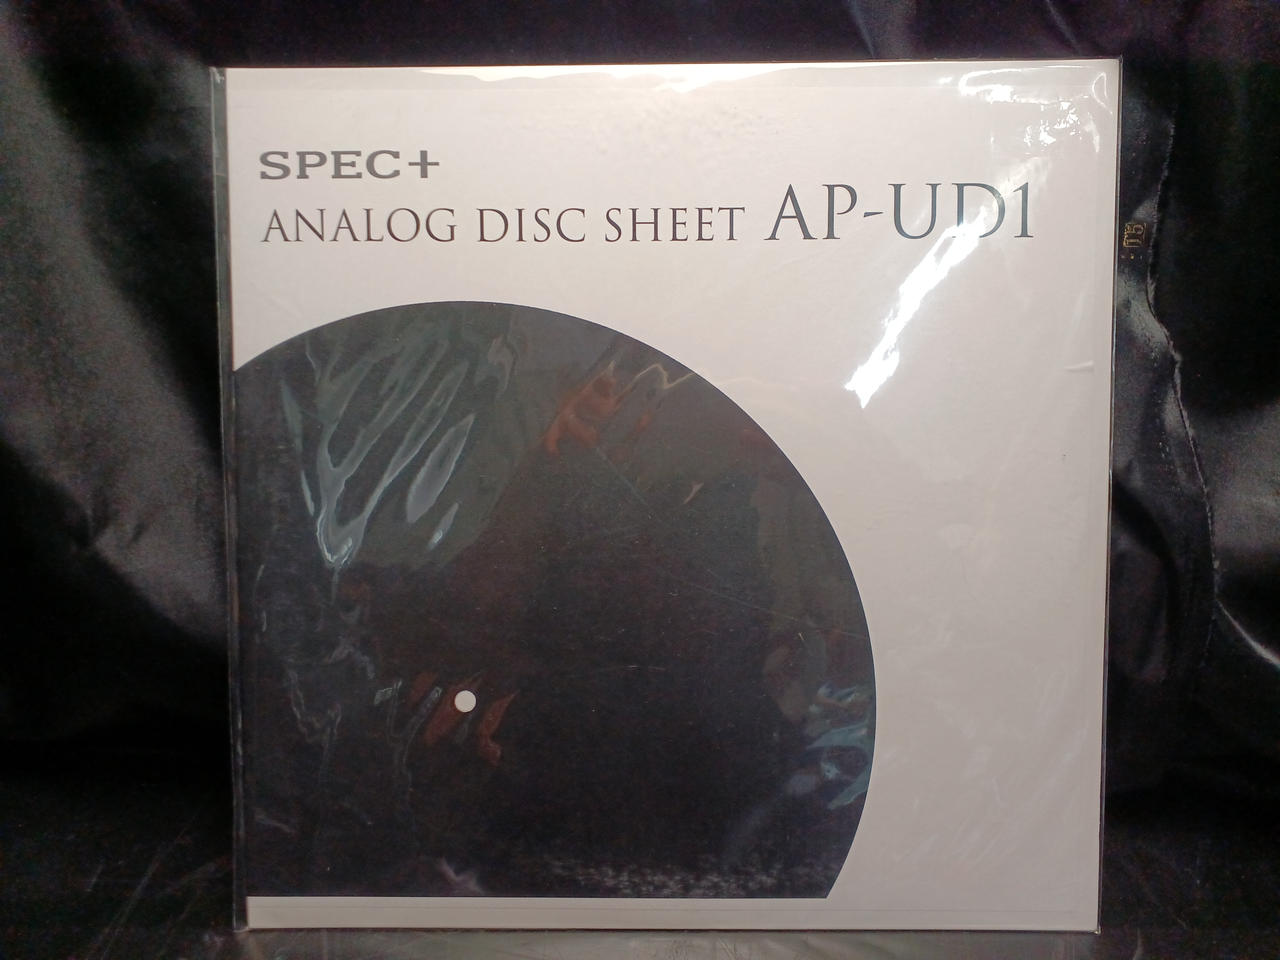 SPEC+
ANALOG DISC SHEET AP-UD1